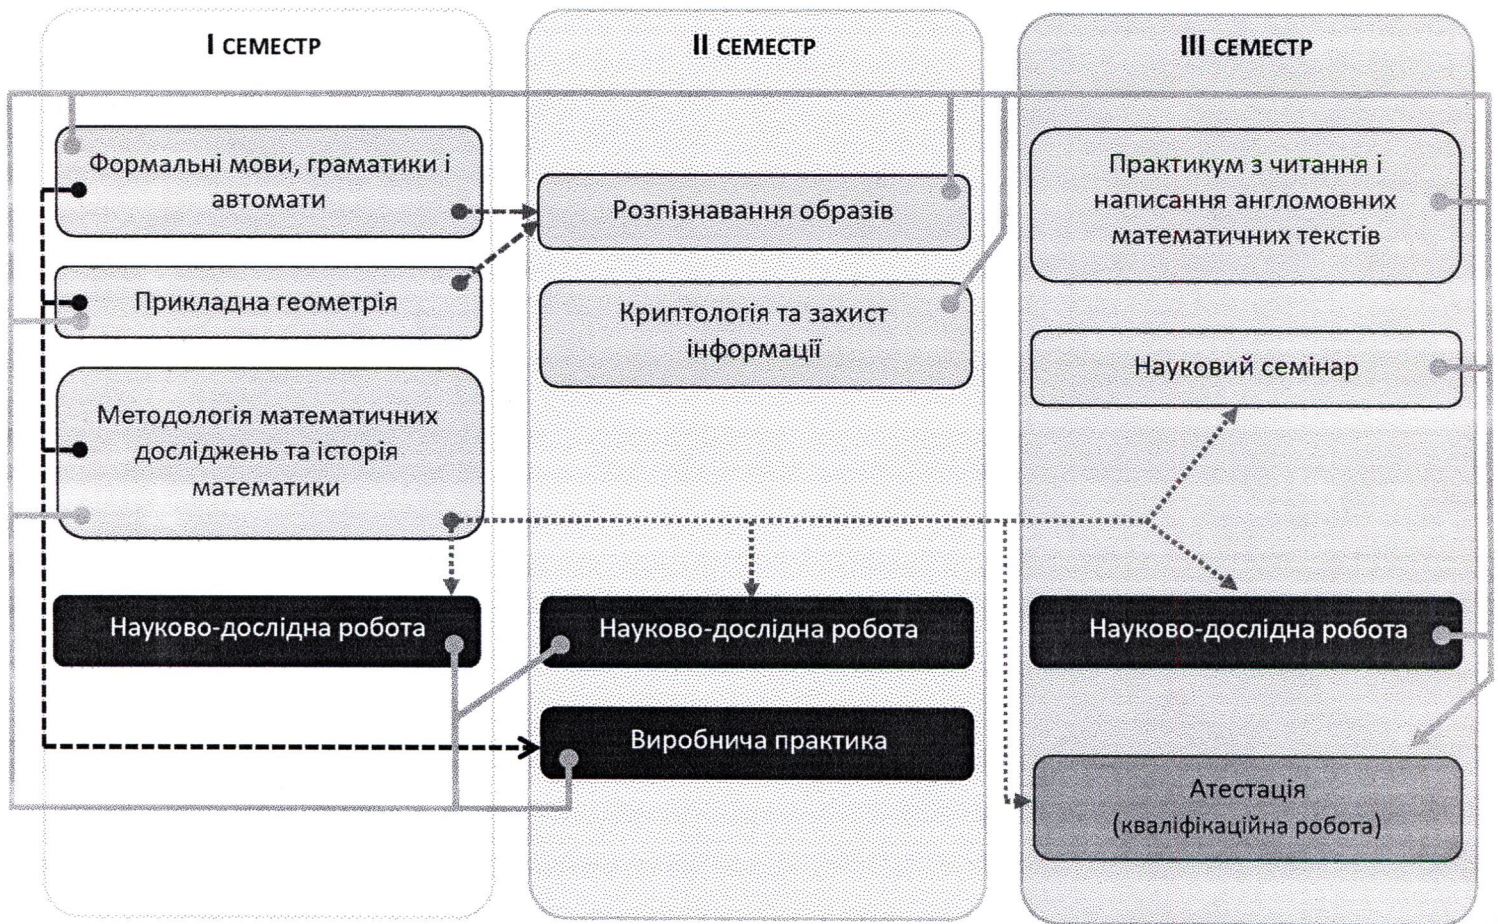 I СЕМЕСТР
Формальні мови, граматики і
автомати
Прикладна геометрія
Методологія математичних
досліджень та історія
математики
Науково-дослідна робота
II СЕМЕСТР
Розпізнавання образів
Криптологія та захист
інформації
Науково-дослідна робота
Виробнича практика
III СЕМЕСТР
Практикум з читання і
написання англомовних
математичних текстів
Науковий семінар
Науково-дослідна робота
Атестація
(кваліфікаційна робота)